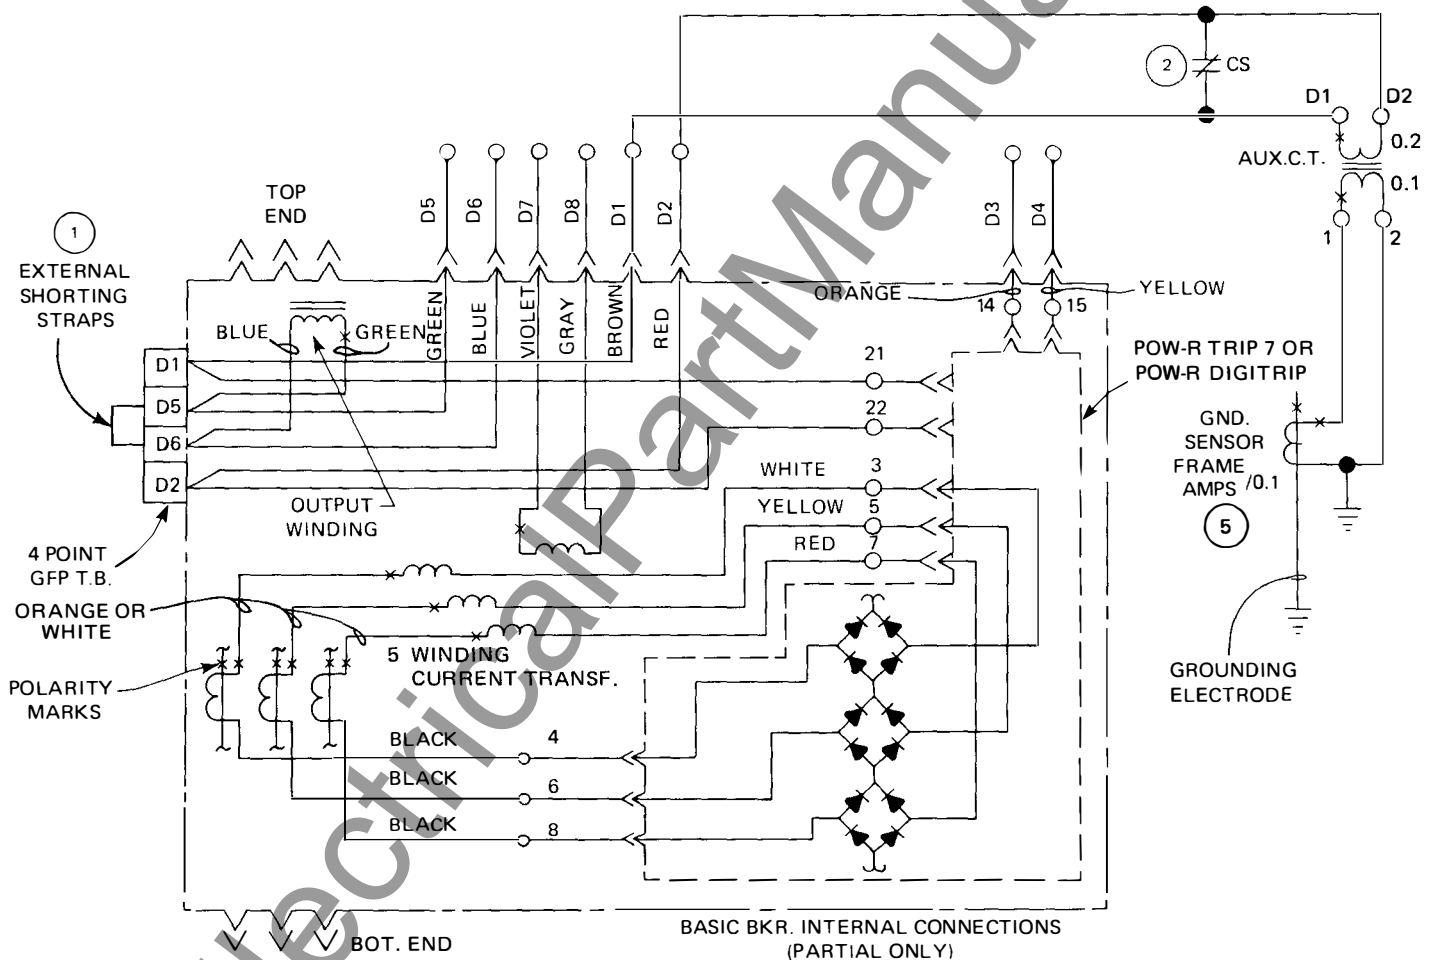 2
CS
D1
D2
0.2
AUX.C.T.
0.1
1
2
TOP
END
D5
D6
D7
D8
D1
D2
D3
D4
1
EXTERNAL
SHORTING
STRAPS
ORANGE
YELLOW
14
15
BLUE
GREEN
GREEN
BLUE
VIOLET
GRAY
BROWN
RED
D1
D5
D6
D2
21
22
POW-R TRIP 7 OR
POW-R DIGITRIP
GND.
SENSOR
FRAME
AMPS /0.1
5
OUTPUT
WINDING
WHITE
3
YELLOW
5
RED
7
4 POINT
GFP T.B.
ORANGE OR
WHITE
5 WINDING
CURRENT TRANSF.
POLARITY
MARKS
GROUNDING
ELECTRODE
BLACK
4
BLACK
6
BLACK
8
BOT. END
BASIC BKR. INTERNAL CONNECTIONS
(PARTIAL ONLY)
llectricalPartManua